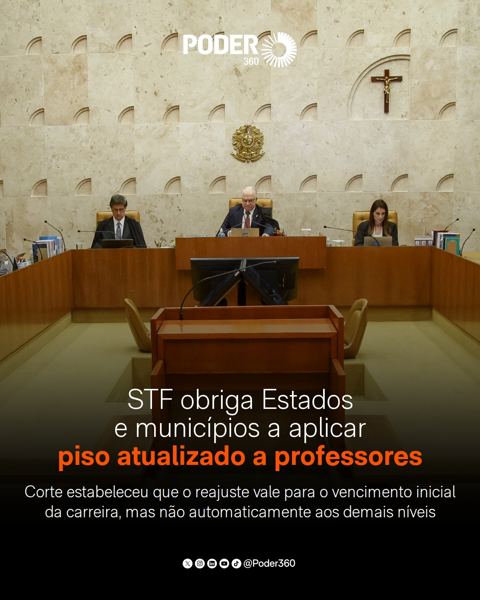 PODER
360
STF obriga Estados
e municípios a aplicar
piso atualizado a professores
Corte estabeleceu que o reajuste vale para o vencimento inicial
da carreira, mas não automaticamente aos demais níveis
@Poder360